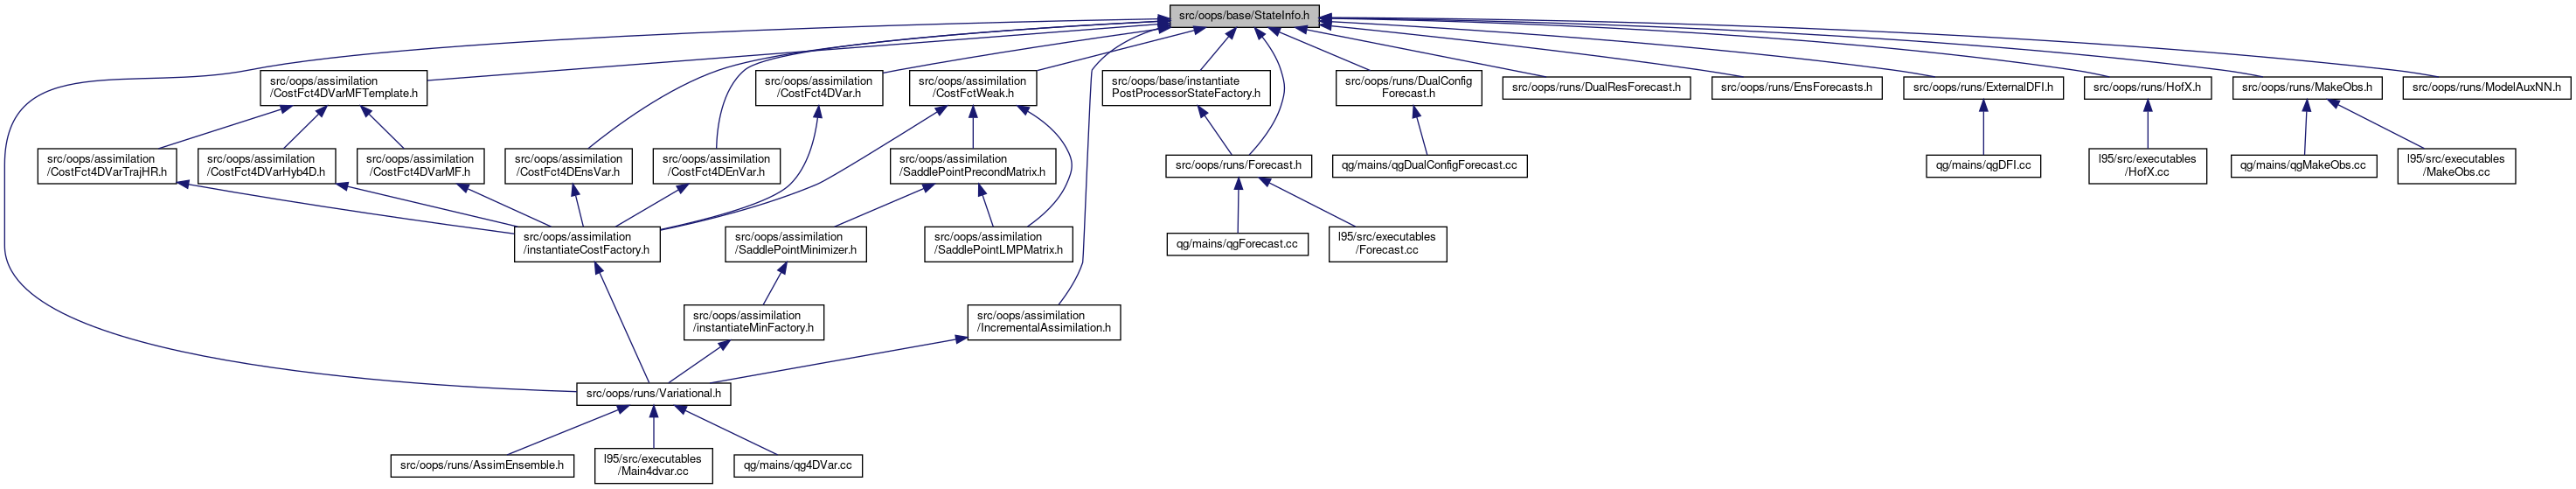 src/oops/base/StateInfo.h
src/oops/assimilation
/CostFct4DVarMFTemplate.h
src/oops/assimilation
/CostFct4DVar.h
src/oops/assimilation
/CostFctWeak.h
src/oops/base/instantiate
PostProcessorStateFactory.h
src/oops/runs/DualConfig
Forecast.h
src/oops/runs/DualResForecast.h
src/oops/runs/EnsForecasts.h
src/oops/runs/ExternalDFI.h
src/oops/runs/HofX.h
src/oops/runs/MakeObs.h
src/oops/runs/ModelAuxNN.h
src/oops/assimilation
/CostFct4DVarTrajHR.h
src/oops/assimilation
/CostFct4DVarHyb4D.h
src/oops/assimilation
/CostFct4DVarMF.h
src/oops/assimilation
/CostFct4DEnsVar.h
src/oops/assimilation
/CostFct4DEnVar.h
src/oops/assimilation
/SaddlePointPrecondMatrix.h
src/oops/runs/Forecast.h
qg/mains/qgDualConfigForecast.cc
qg/mains/qgDFI.cc
l95/src/executables
/HofX.cc
qg/mains/qgMakeObs.cc
l95/src/executables
/MakeObs.cc
src/oops/assimilation
/instantiateCostFactory.h
src/oops/assimilation
/SaddlePointMinimizer.h
src/oops/assimilation
/SaddlePointLMPMatrix.h
qg/mains/qgForecast.cc
l95/src/executables
/Forecast.cc
src/oops/assimilation
/instantiateMinFactory.h
src/oops/assimilation
/IncrementalAssimilation.h
src/oops/runs/Variational.h
src/oops/runs/AssimEnsemble.h
l95/src/executables
/Main4dvar.cc
qg/mains/qg4DVar.cc